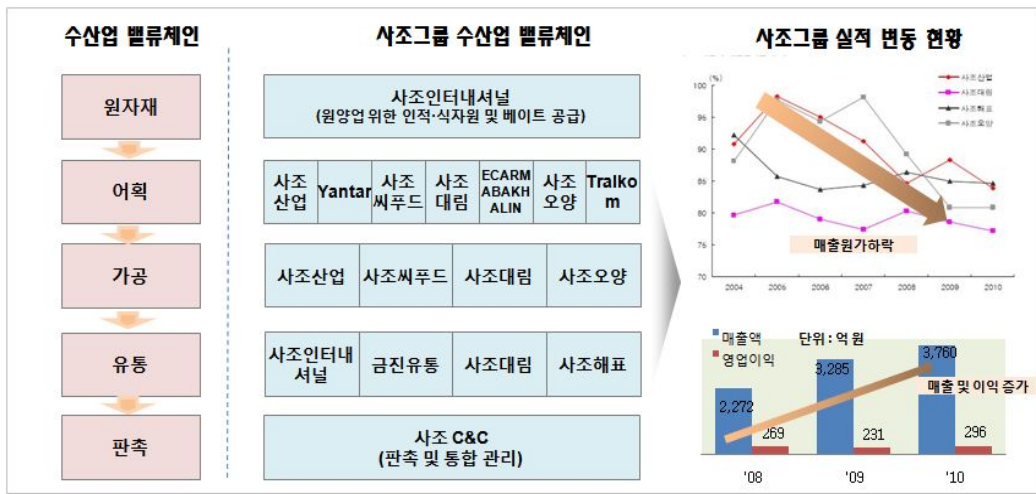 수산업 밸류체인
사조그룹 수산업 밸류체인
사조그룹 실적 변동 현황
원자재
어획
가공
유통
판촉
사조인터내셔널
(원양업 위한 인적·식자원 및 베이트 공급)
사조
산업
Yantar
사조
씨푸드
사조
대림
ECARM
ABAKH
ALIN
사조
오양
Tralko
m
사조산업
사조씨푸드
사조대림
사조오양
사조인터내
셔널
금진유통
사조대림
사조해표
사조 C&C
(판촉 및 통합 관리)
(%)
100
95
90
85
80
75
70
2004
2005
2006
2007
2008
2009
2010
사조산업
사조대림
사조해표
사조오양
매출원가하락
매출액
영업이익
단위 : 억 원
2,272
269
3,285
231
3,760
296
매출 및 이익 증가
'08
'09
'10